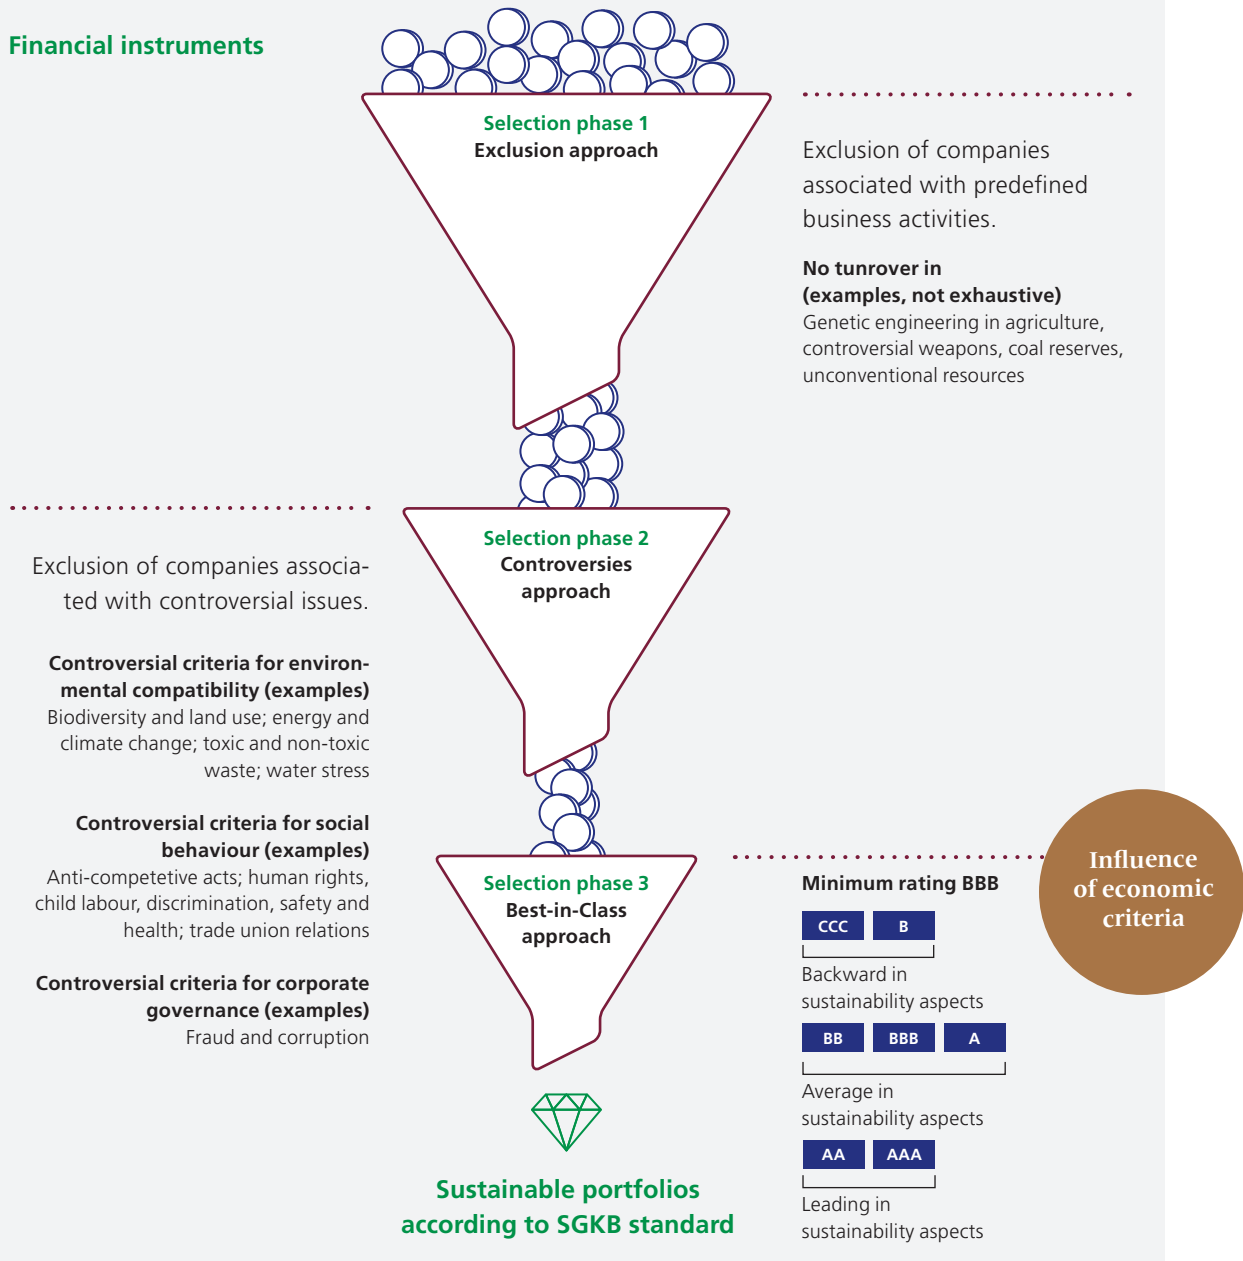 Financial instruments
Selection phase 1
Exclusion approach
Exclusion of companies
associated with predefined
business activities.
No tunrover in
(examples, not exhaustive)
Genetic engineering in agriculture,
controversial weapons, coal reserves,
unconventional resources
Selection phase 2
Controversies
approach
Exclusion of companies associa-
ted with controversial issues.
Controversial criteria for environ-
mental compatibility (examples)
Biodiversity and land use; energy and
climate change; toxic and non-toxic
waste; water stress
Controversial criteria for social
behaviour (examples)
Anti-competetive acts; human rights,
child labour, discrimination, safety and
health; trade union relations
Controversial criteria for corporate
governance (examples)
Fraud and corruption
Selection phase 3
Best-in-Class
approach
Minimum rating BBB
CCC B
Backward in
sustainability aspects
BB BBB A
Average in
sustainability aspects
AA AAA
Leading in
sustainability aspects
Influence
of economic
criteria
Sustainable portfolios
according to SGKB standard